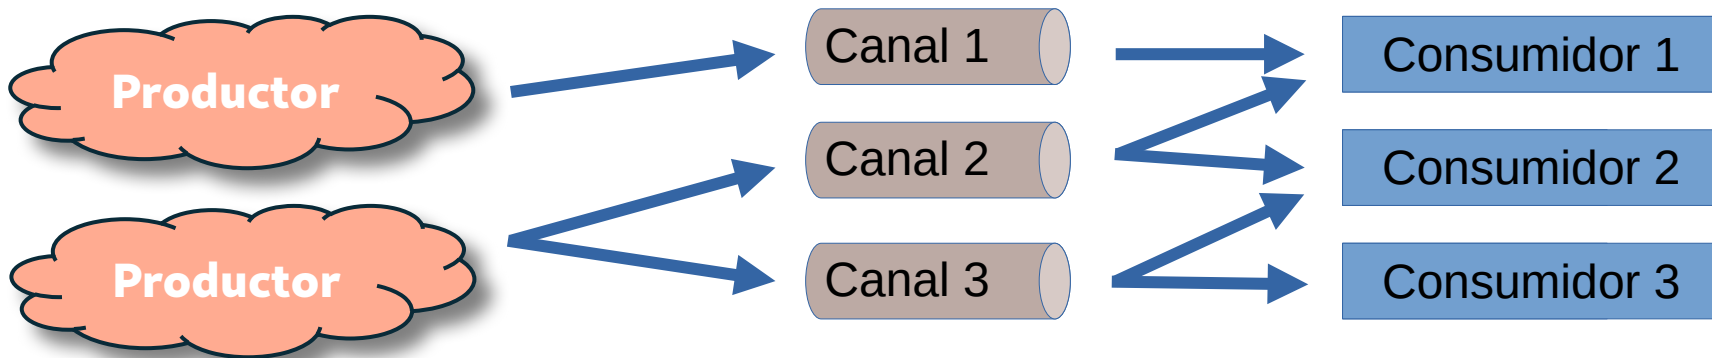 Productor
Canal 1
Consumidor 1
Canal 2
Consumidor 2
Productor
Canal 3
Consumidor 3